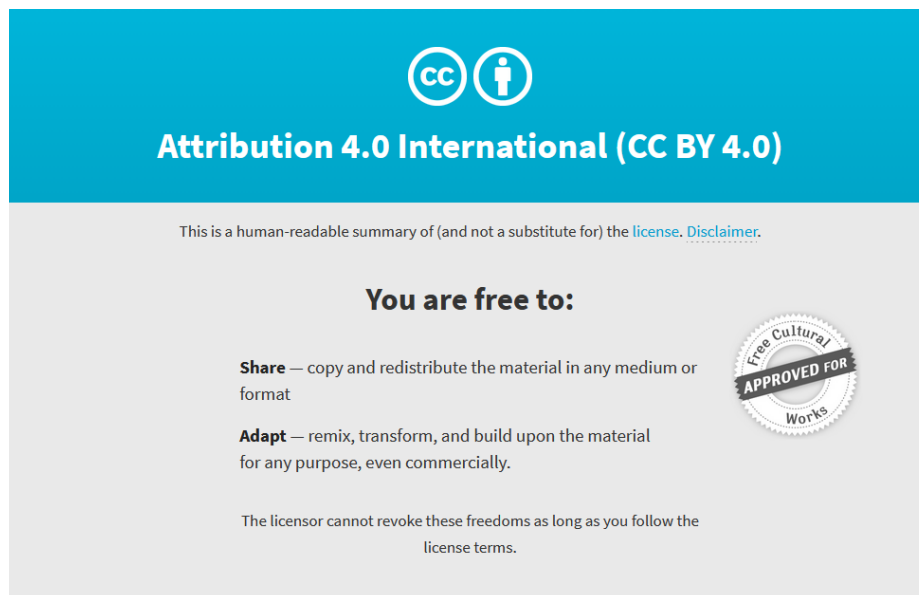 cc
Attribution 4.0 International (CC BY 4.0)
This is a human-readable summary of (and not a substitute for) the license. Disclaimer.
You are free to:
Share — copy and redistribute the material in any medium or
format
Adapt — remix, transform, and build upon the material
for any purpose, even commercially.
Free Cultural
APPROVED FOR
Works
The licensor cannot revoke these freedoms as long as you follow the
license terms.